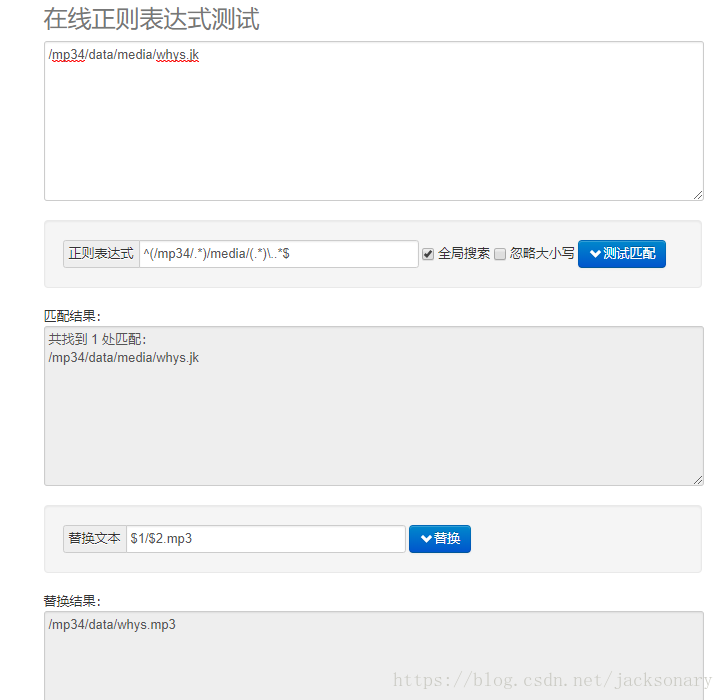 在线正则表达式测试
/mp34/data/media/whys.jk
正则表达式 ^(/mp34/.*)/media/(.*)\..*$ 全局搜索 忽略大小写 测试匹配
匹配结果：
共找到 1 处匹配：
/mp34/data/media/whys.jk
替换文本 $1/$2.mp3 替换
替换结果：
/mp34/data/whys.mp3
https://blog.csdn.net/jacksonary